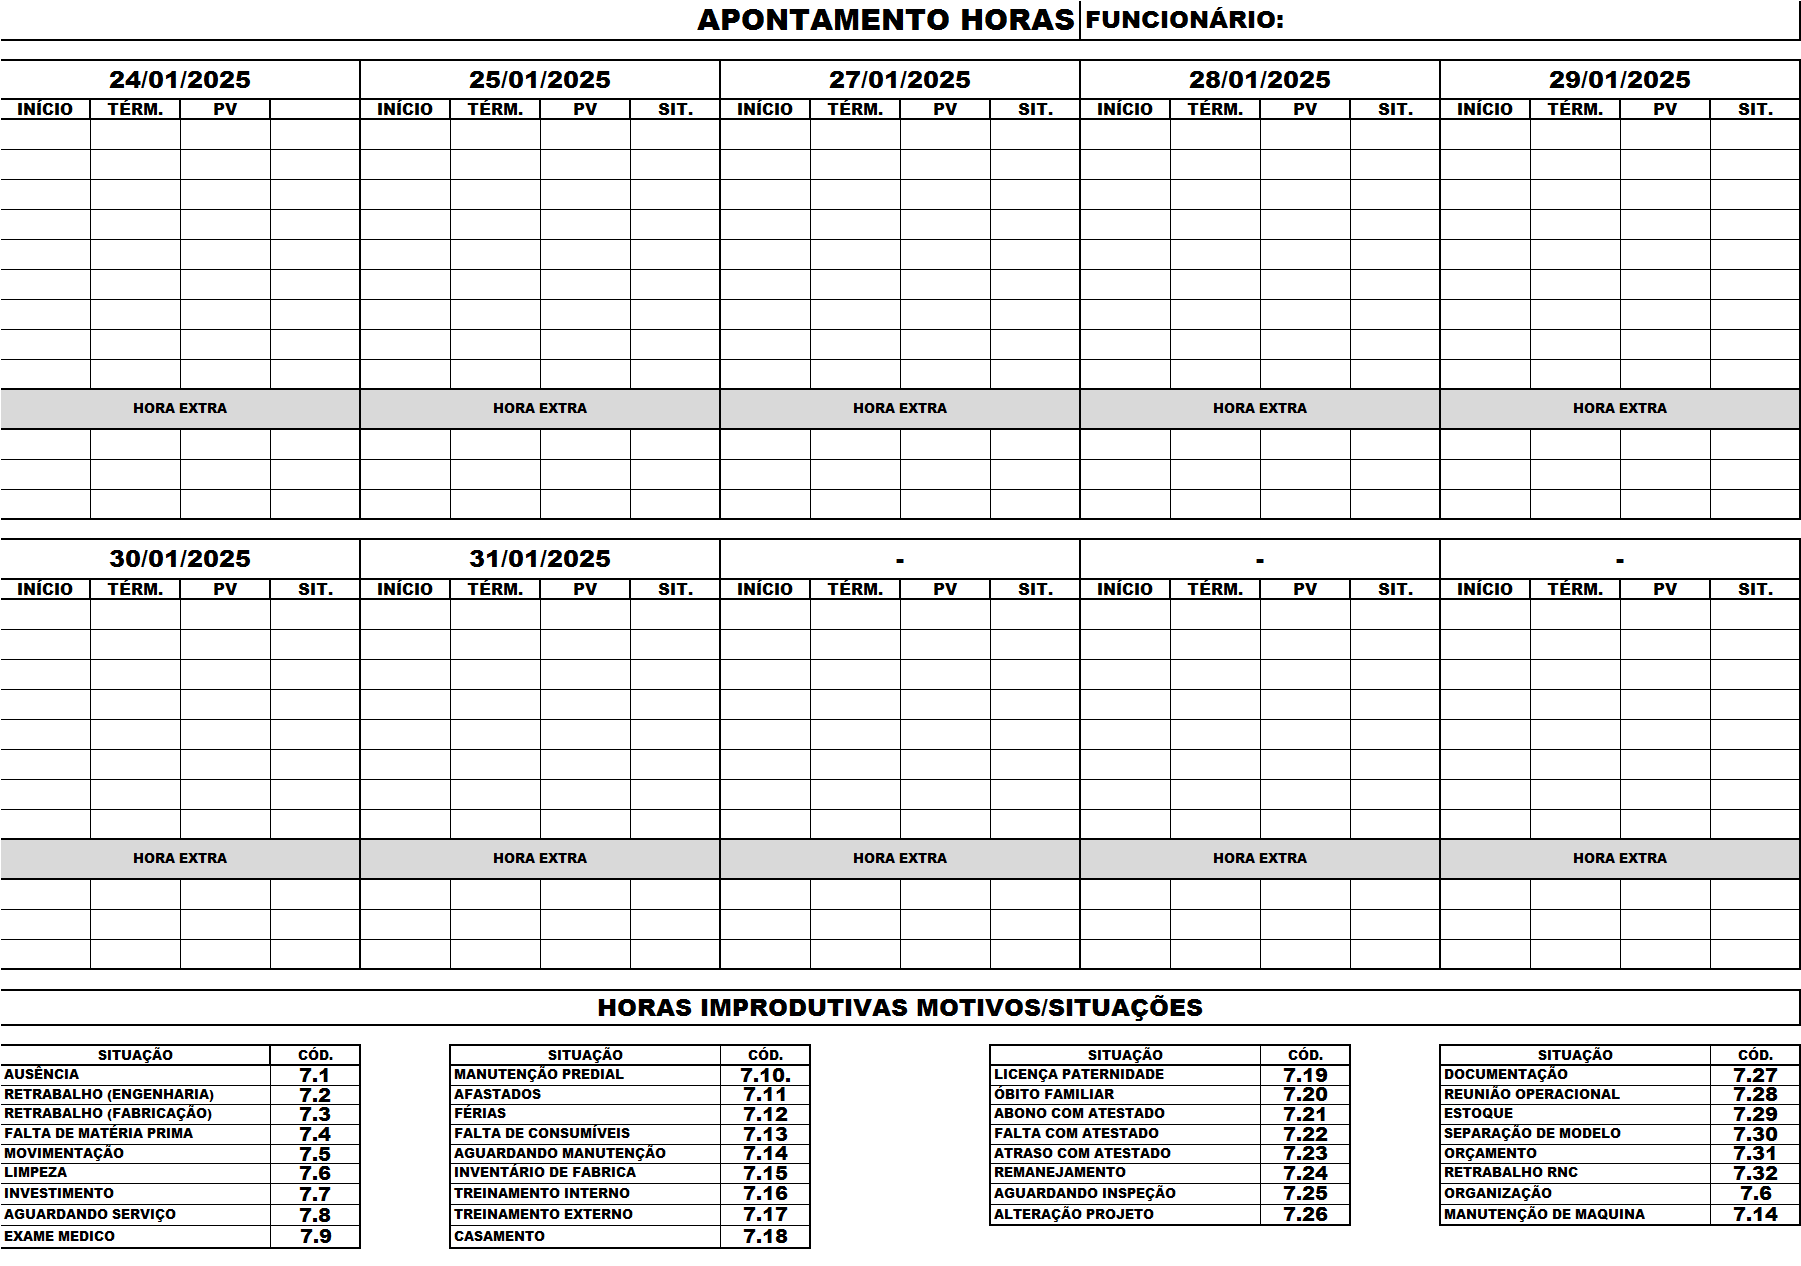 APONTAMENTO HORAS FUNCIONÁRIO:
24/01/2025 25/01/2025 27/01/2025 28/01/2025 29/01/2025
INÍCIO TÉRM. PV INÍCIO TÉRM. PV SIT. INÍCIO TÉRM. PV SIT. INÍCIO TÉRM. PV SIT. INÍCIO TÉRM. PV SIT.
HORA EXTRA HORA EXTRA HORA EXTRA HORA EXTRA HORA EXTRA
30/01/2025 31/01/2025 - - -
INÍCIO TÉRM. PV SIT. INÍCIO TÉRM. PV SIT. INÍCIO TÉRM. PV SIT. INÍCIO TÉRM. PV SIT. INÍCIO TÉRM. PV SIT.
HORA EXTRA HORA EXTRA HORA EXTRA HORA EXTRA HORA EXTRA
HORAS IMPRODUTIVAS MOTIVOS/SITUAÇÕES
SITUAÇÃO CÓD.
AUSÊNCIA 7.1
RETRABALHO (ENGENHARIA) 7.2
RETRABALHO (FABRICAÇÃO) 7.3
FALTA DE MATÉRIA PRIMA 7.4
MOVIMENTAÇÃO 7.5
LIMPEZA 7.6
INVESTIMENTO 7.7
AGUARDANDO SERVIÇO 7.8
EXAME MEDICO 7.9
SITUAÇÃO CÓD.
MANUTENÇÃO PREDIAL 7.10.
AFASTADOS 7.11
FÉRIAS 7.12
FALTA DE CONSUMÍVEIS 7.13
AGUARDANDO MANUTENÇÃO 7.14
INVENTÁRIO DE FABRICA 7.15
TREINAMENTO INTERNO 7.16
TREINAMENTO EXTERNO 7.17
CASAMENTO 7.18
SITUAÇÃO CÓD.
LICENÇA PATERNIDADE 7.19
ÓBITO FAMILIAR 7.20
ABONO COM ATESTADO 7.21
FALTA COM ATESTADO 7.22
ATRASO COM ATESTADO 7.23
REMANEJAMENTO 7.24
AGUARDANDO INSPEÇÃO 7.25
ALTERAÇÃO PROJETO 7.26
SITUAÇÃO CÓD.
DOCUMENTAÇÃO 7.27
REUNIÃO OPERACIONAL 7.28
ESTOQUE 7.29
SEPARAÇÃO DE MODELO 7.30
ORÇAMENTO 7.31
RETRABALHO RNC 7.32
ORGANIZAÇÃO 7.6
MANUTENÇÃO DE MAQUINA 7.14